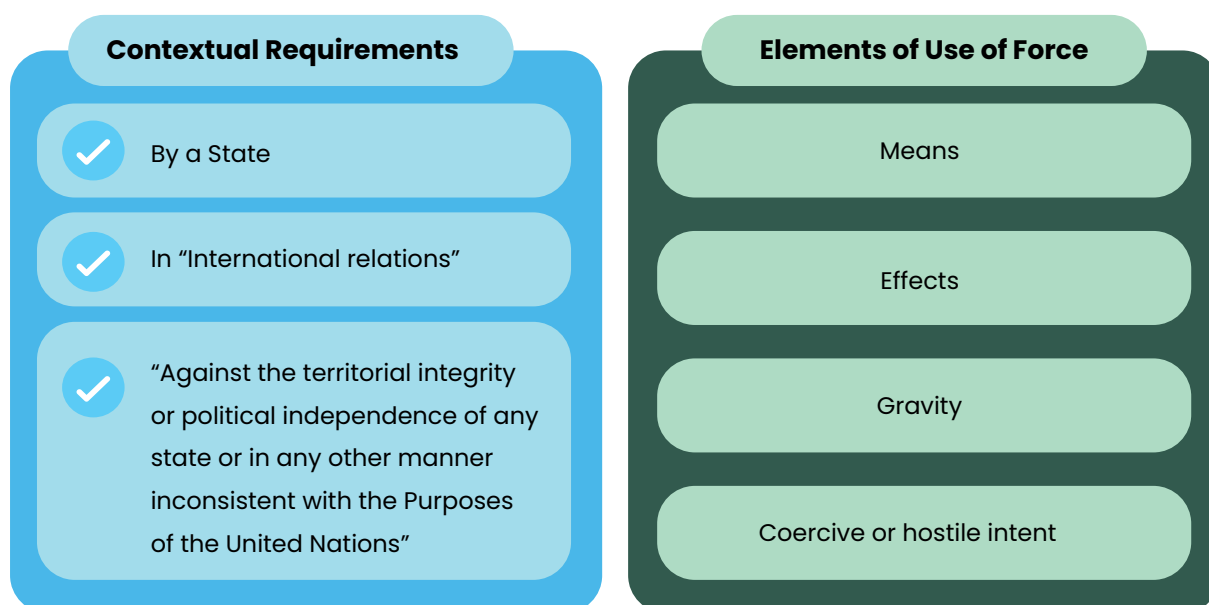 Contextual Requirements
By a State
In “International relations”
“Against the territorial integrity
or political independence of any
state or in any other manner
inconsistent with the Purposes
of the United Nations”
Elements of Use of Force
Means
Effects
Gravity
Coercive or hostile intent